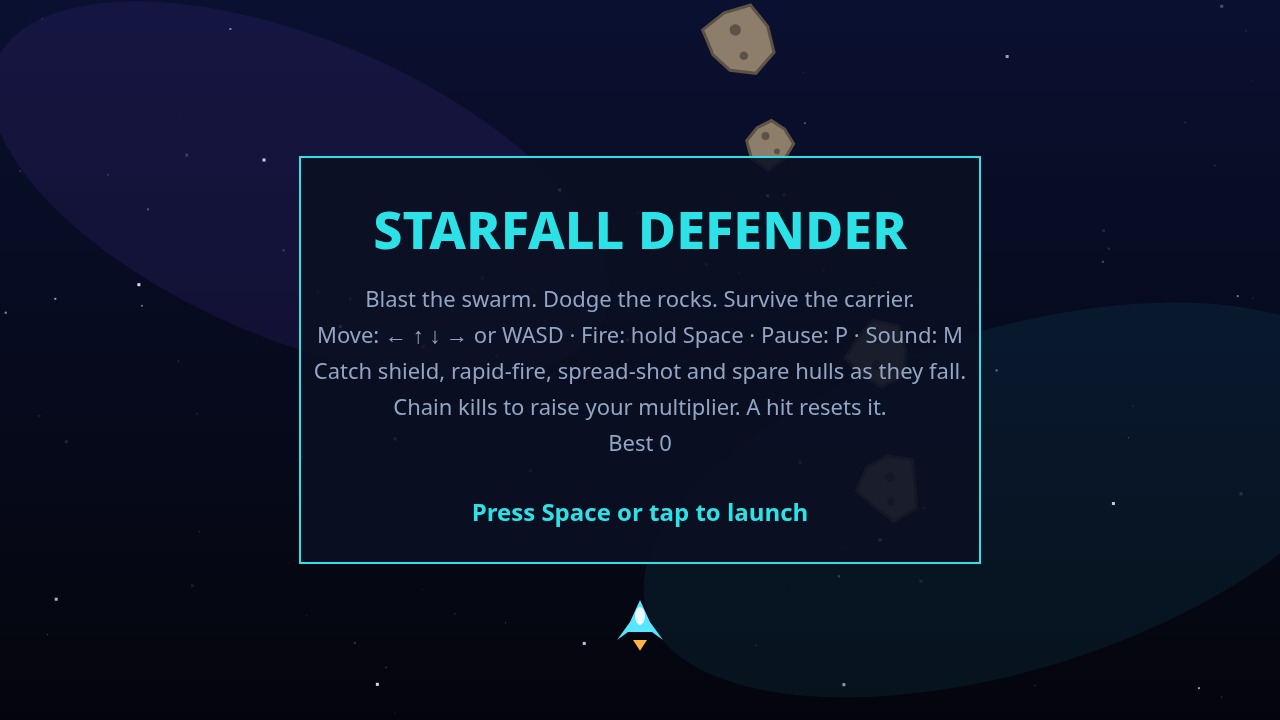 STARFALL DEFENDER
Blast the swarm. Dodge the rocks. Survive the carrier.
Move: ← ↑ ↓ → or WASD · Fire: hold Space · Pause: P · Sound: M
Catch shield, rapid-fire, spread-shot and spare hulls as they fall.
Chain kills to raise your multiplier. A hit resets it.
Best 0
Press Space or tap to launch